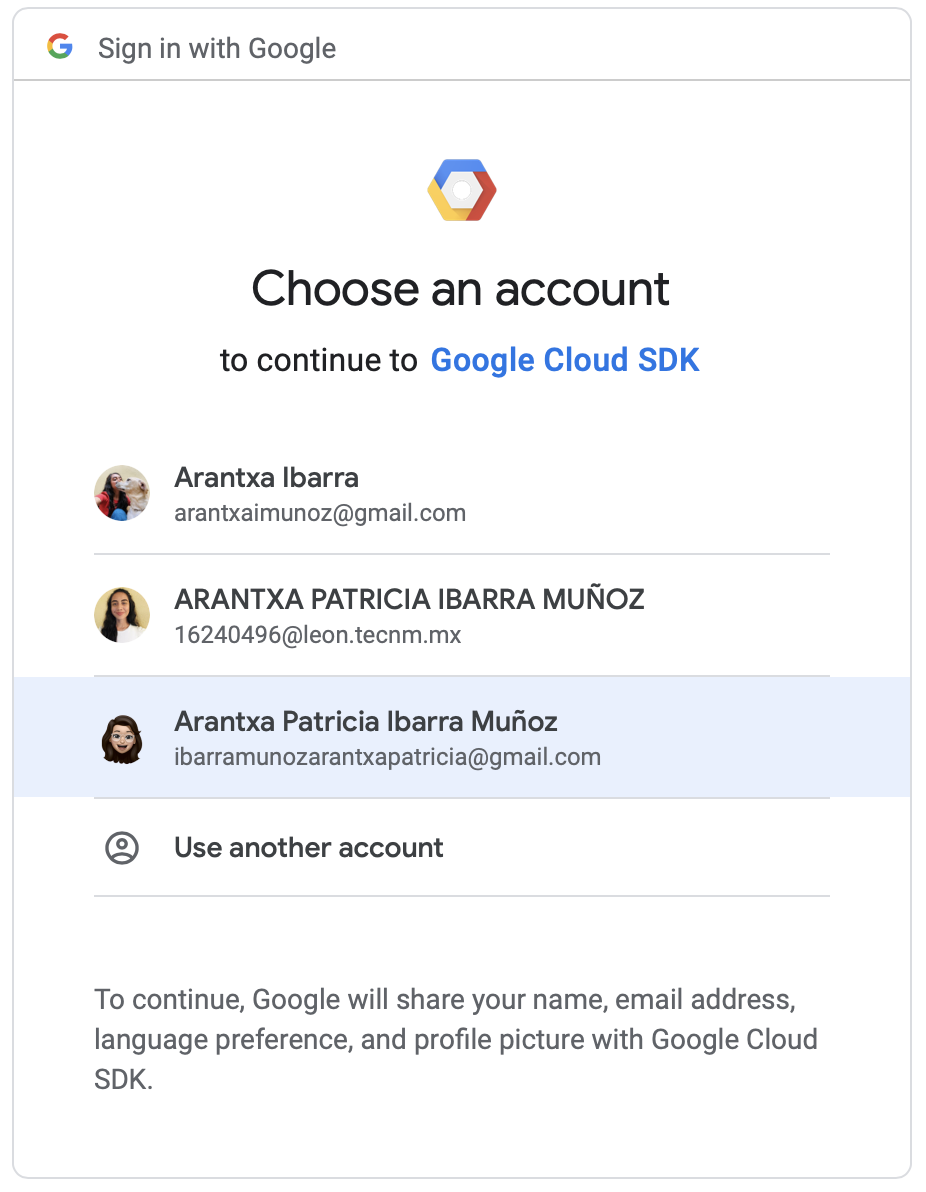 Sign in with Google
Choose an account
to continue to Google Cloud SDK
Arantxa Ibarra
arantxaimunoz@gmail.com
ARANTXA PATRICIA IBARRA MUÑOZ
16240496@leon.tecnm.mx
Arantxa Patricia Ibarra Muñoz
ibarramunozarantxapatricia@gmail.com
Use another account
To continue, Google will share your name, email address,
language preference, and profile picture with Google Cloud
SDK.